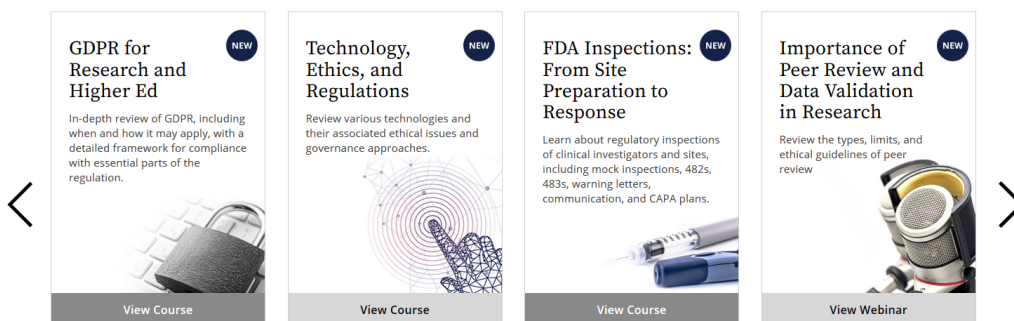 GDPR for
Research and
Higher Ed
NEW
In-depth review of GDPR, including
when and how it may apply, with a
detailed framework for compliance
with essential parts of the
regulation.
View Course
Technology,
Ethics, and
Regulations
NEW
Review various technologies and
their associated ethical issues and
governance approaches.
View Course
FDA Inspections:
From Site
Preparation to
Response
NEW
Learn about regulatory inspections
of clinical investigators and sites,
including mock inspections, 482s,
483s, warning letters,
communication, and CAPA plans.
View Course
Importance of
Peer Review and
Data Validation
in Research
NEW
Review the types, limits, and
ethical guidelines of peer
review
View Webinar